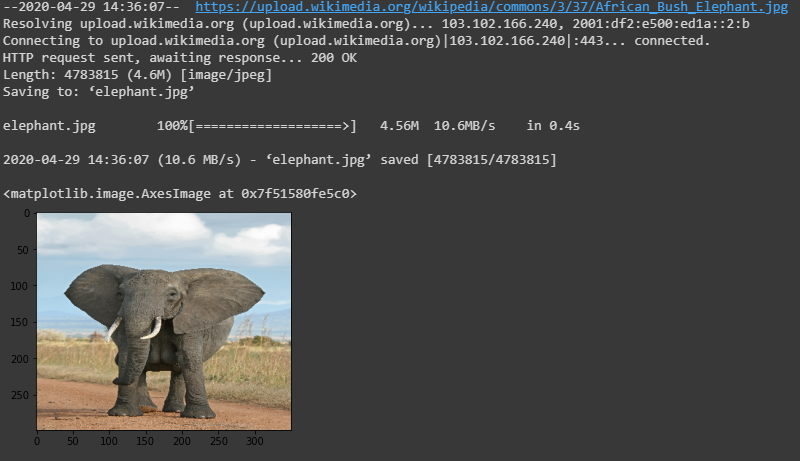 --2020-04-29 14:36:07--  https://upload.wikimedia.org/wikipedia/commons/3/37/African_Bush_Elephant.jpg
Resolving upload.wikimedia.org (upload.wikimedia.org)... 103.102.166.240, 2001:df2:e500:ed1a::2:b
Connecting to upload.wikimedia.org (upload.wikimedia.org)|103.102.166.240|:443... connected.
HTTP request sent, awaiting response... 200 OK
Length: 4783815 (4.6M) [image/jpeg]
Saving to: ‘elephant.jpg’
elephant.jpg        100%[===================>]   4.56M  10.6MB/s    in 0.4s
2020-04-29 14:36:07 (10.6 MB/s) - ‘elephant.jpg’ saved [4783815/4783815]
<matplotlib.image.AxesImage at 0x7f51580fe5c0>
0
50
100
150
200
250
0 50 100 150 200 250 300